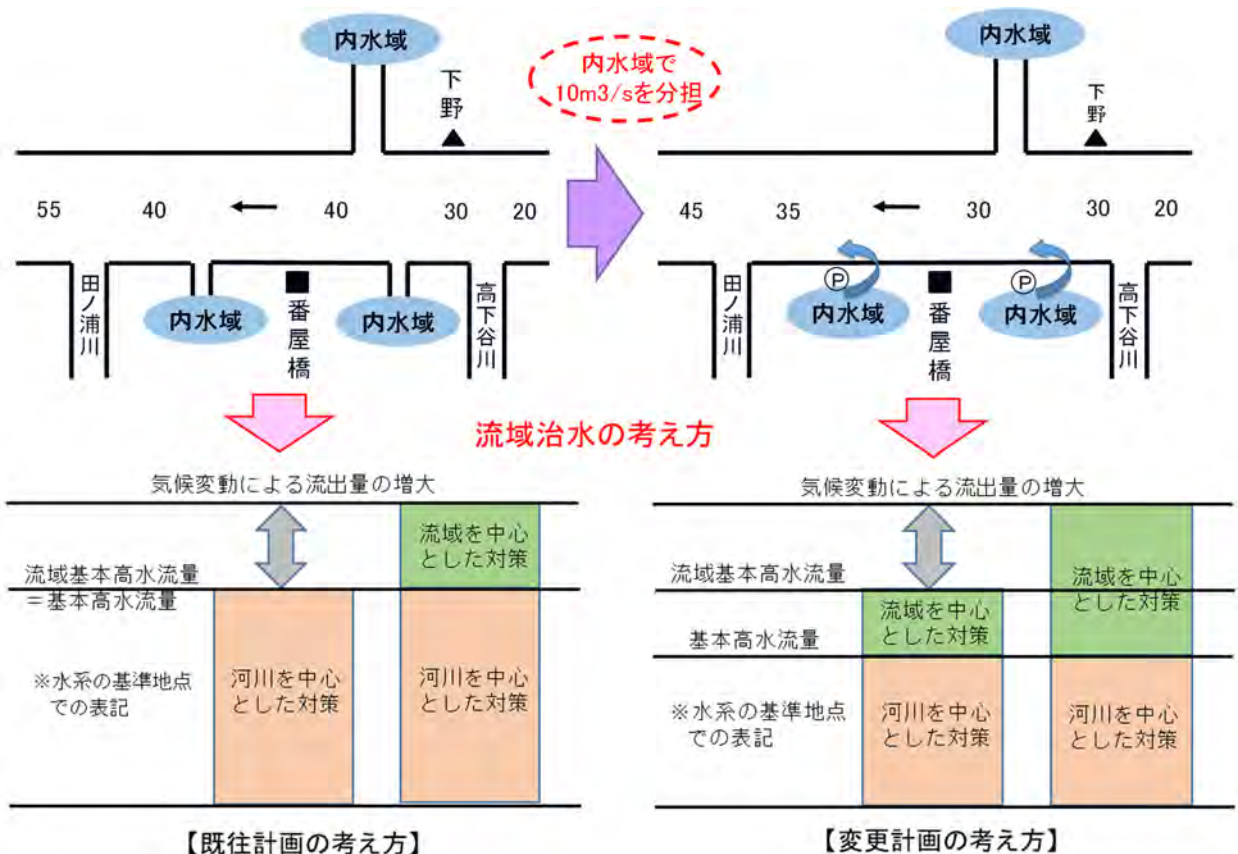 内水域
下野
55
40
40
30
20
田ノ浦川
内水域
番屋橋
内水域
高下谷川
内水域で
10m3/sを分担
内水域
下野
45
35
30
30
20
田ノ浦川
P
内水域
番屋橋
P
内水域
高下谷川
流域治水の考え方
気候変動による流出量の増大
流域を中心
とした対策
流域基本高水流量
＝基本高水流量
※水系の基準地点
での表記
河川を中心
とした対策
河川を中心
とした対策
【既往計画の考え方】
気候変動による流出量の増大
流域基本高水流量
流域を中心
とした対策
流域を中心
とした対策
基本高水流量
※水系の基準地点
での表記
河川を中心
とした対策
河川を中心
とした対策
【変更計画の考え方】